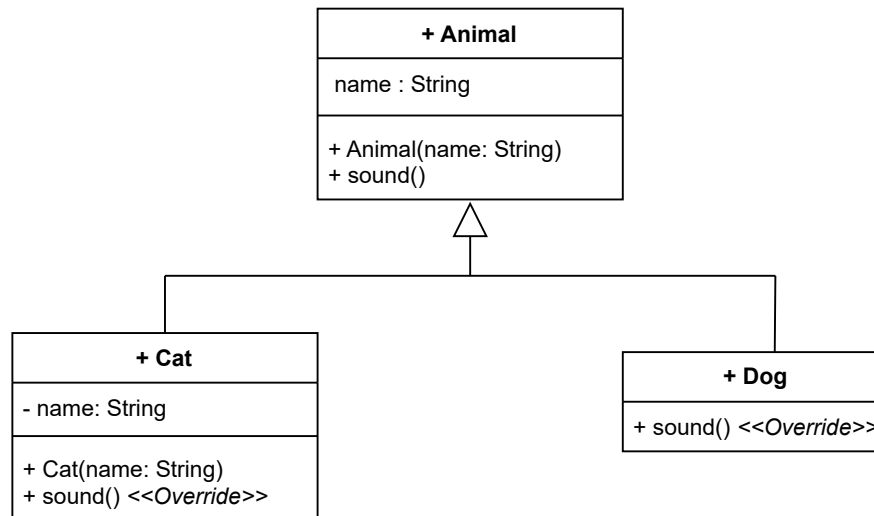 + Animal
name : String
+ Animal(name: String)
+ sound()
+ Cat
- name: String
+ Cat(name: String)
+ sound() <<Override>>
+ Dog
+ sound() <<Override>>